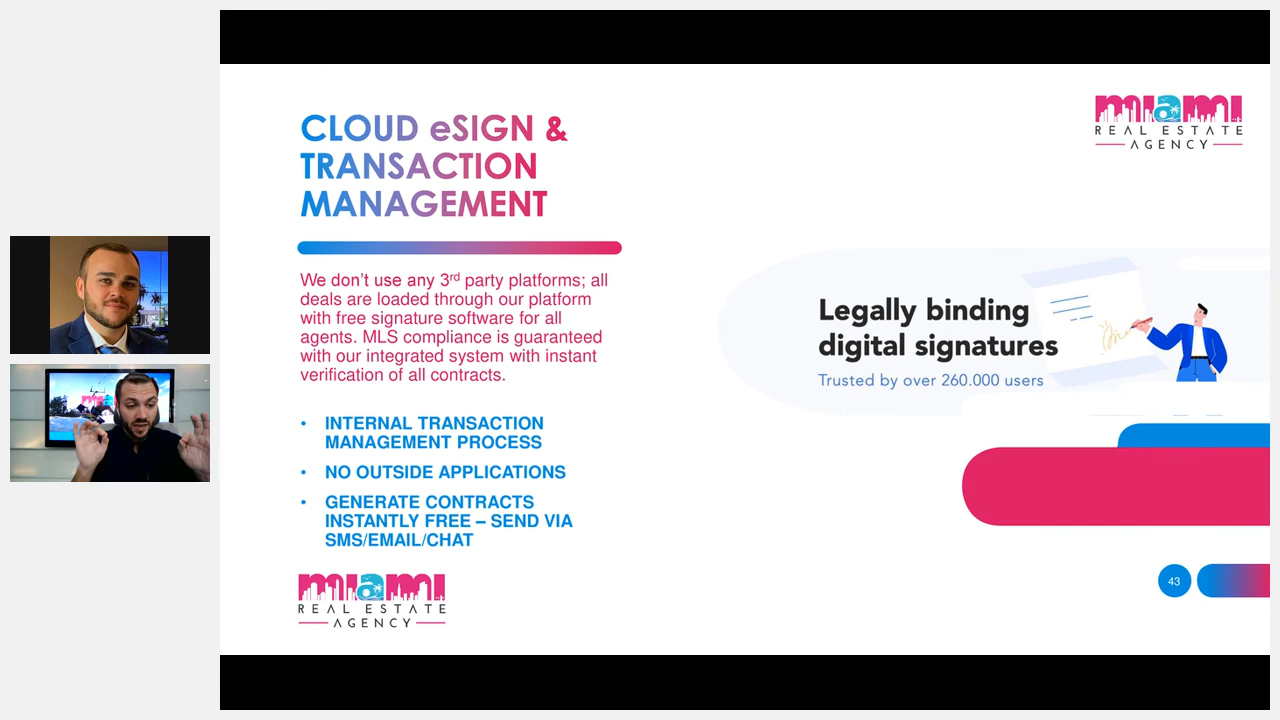 CLOUD eSIGN &
TRANSACTION
MANAGEMENT
We don't use any 3rd party platforms; all
deals are loaded through our platform
with free signature software for all
agents. MLS compliance is guaranteed
with our integrated system with instant
verification of all contracts.
• INTERNAL TRANSACTION
MANAGEMENT PROCESS
• NO OUTSIDE APPLICATIONS
• GENERATE CONTRACTS
INSTANTLY FREE – SEND VIA
SMS/EMAIL/CHAT
miami
REAL ESTATE
AGENCY
miami
REAL ESTATE
AGENCY
Legally binding
digital signatures
Trusted by over 260.000 users
43